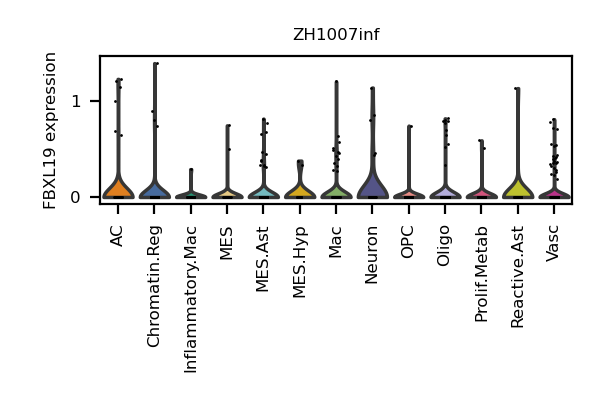 ZH1007inf
FBXL19 expression
1
0
AC
Chromatin.Reg
Inflammatory.Mac
MES
MES.Ast
MES.Hyp
Mac
Neuron
OPC
Oligo
Prolif.Metab
Reactive.Ast
Vasc